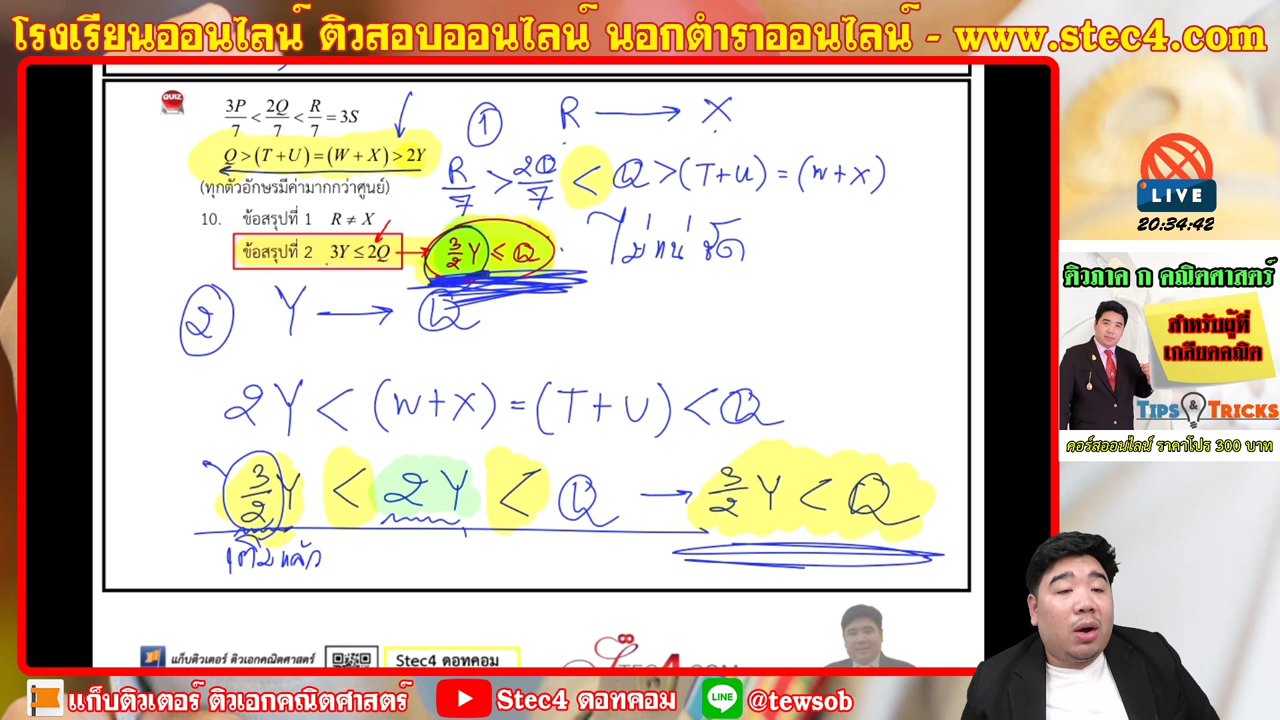 โรงเรียนออนไลน์ ติวสอบออนไลน์ นอกตำราออนไลน์ - www.stec4.com
QUIZ
3P/7 < 2Q/7 < R/7 = 3S
Q > (T + U) = (W + X) > 2Y
(ทุกตัวอักษรมีค่ามากกว่าศูนย์)
10. ข้อสรุปที่ 1 R ≠ X
ข้อสรุปที่ 2 3Y ≤ 2Q → 3/2 Y ≤ Q
① R → X
R/7 > 2Q/7 < Q > (T+U) = (W+X)
ไม่แน่ชัด
② Y → Q
2Y < (W+X) = (T+U) < Q
3/2 Y < 2Y < Q → 3/2 Y < Q
LIVE
20:34:42
ติวภาค ก คณิตศาสตร์
สำหรับผู้ที่
เกลียดคณิต
TIPS & TRICKS
คอร์สออนไลน์ ราคาโปร 300 บาท
แก๊บติวเตอร์ ติวเอกคณิตศาสตร์
Stec4 ดอทคอม
STEC4.COM
แก๊บติวเตอร์ ติวเอกคณิตศาสตร์
Stec4 ดอทคอม
LINE
@tewsob